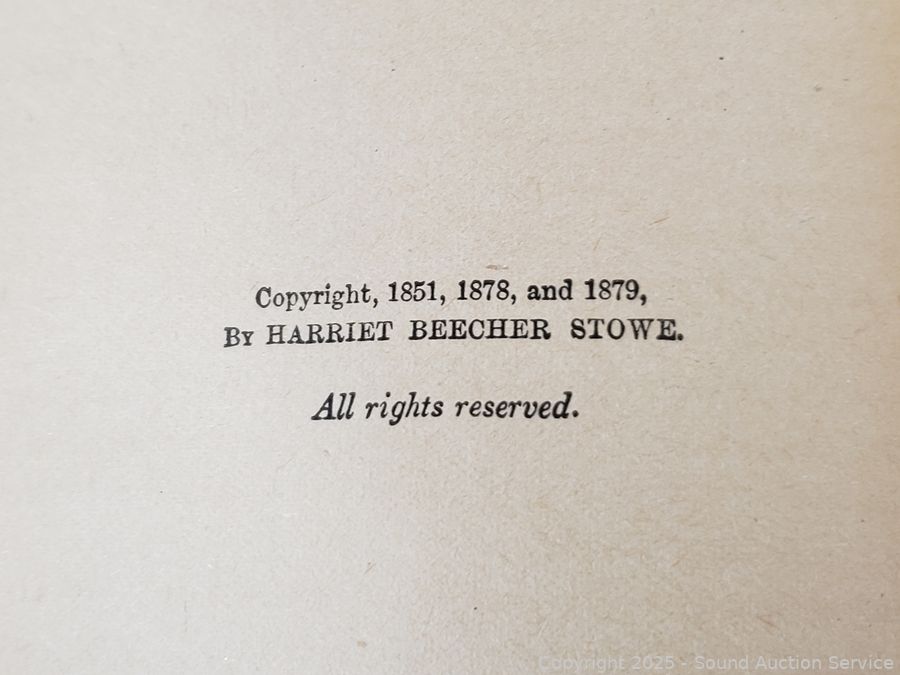 Copyright, 1851, 1878, and 1879,
By HARRIET BEECHER STOWE.
All rights reserved.
Copyright 2025 - Sound Auction Service